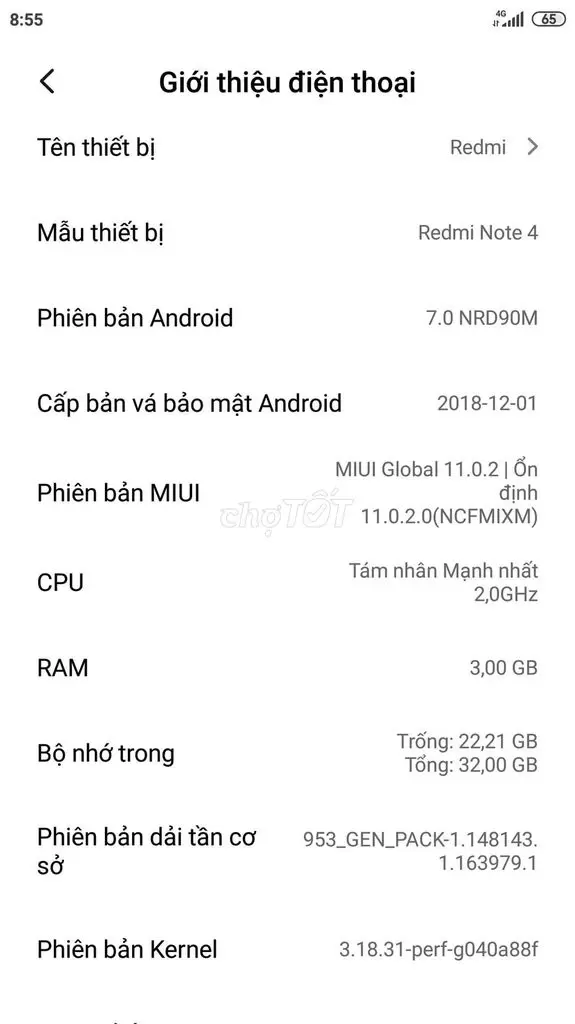 8:55
4G
65
Giới thiệu điện thoại
Tên thiết bị
Redmi
Mẫu thiết bị
Redmi Note 4
Phiên bản Android
7.0 NRD90M
Cấp bản vá bảo mật Android
2018-12-01
Phiên bản MIUI
MIUI Global 11.0.2 | Ổn
định
11.0.2.0(NCFMIXM)
chợTỐT
CPU
Tám nhân Mạnh nhất
2,0GHz
RAM
3,00 GB
Bộ nhớ trong
Trống: 22,21 GB
Tổng: 32,00 GB
Phiên bản dải tần cơ
sở
953_GEN_PACK-1.148143.
1.163979.1
Phiên bản Kernel
3.18.31-perf-g040a88f